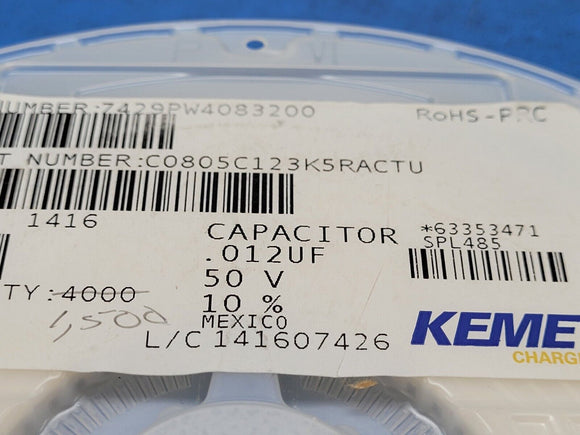 NUMBER:7429PW4083200
RoHS-PRC
T NUMBER:C0805C123K5RACTU
1416
CAPACITOR
*63353471
.012UF
SPL485
50 V
TY:4000
10 %
1,500
MEXICO
KEME
L/C 141607426
CHARG